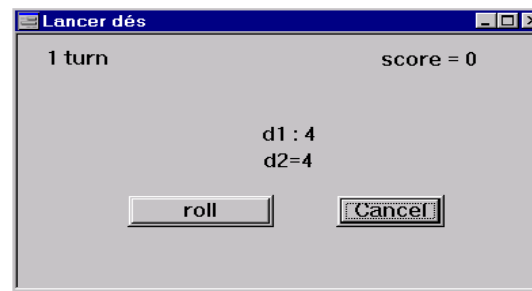 Lancer dés
1 turn score = 0
d1 : 4
d2=4
roll Cancel